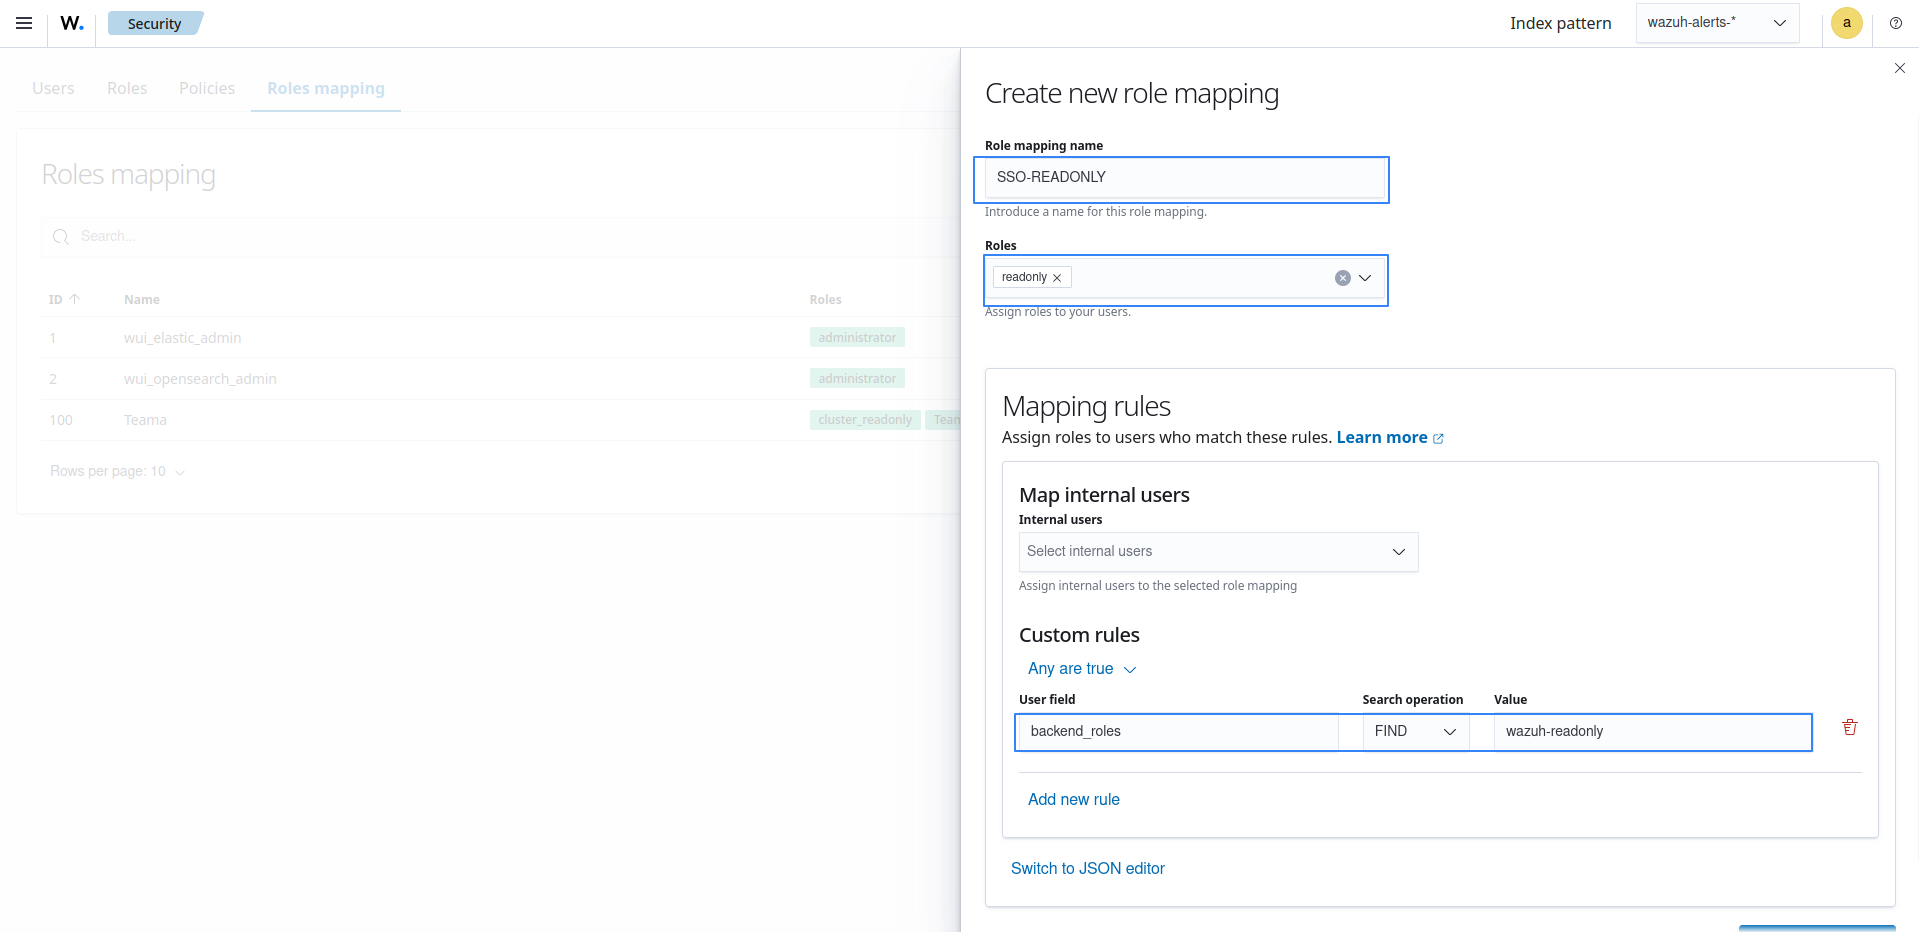 W. Security Index pattern wazuh-alerts-* a
Users Roles Policies Roles mapping
Roles mapping
Search...
ID Name Roles
1 wui_elastic_admin administrator
2 wui_opensearch_admin administrator
100 Teama cluster_readonly Team
Rows per page: 10
Create new role mapping
Role mapping name
SSO-READONLY
Introduce a name for this role mapping.
Roles
readonly
Assign roles to your users.
Mapping rules
Assign roles to users who match these rules. Learn more
Map internal users
Internal users
Select internal users
Assign internal users to the selected role mapping
Custom rules
Any are true
User field Search operation Value
backend_roles FIND wazuh-readonly
Add new rule
Switch to JSON editor